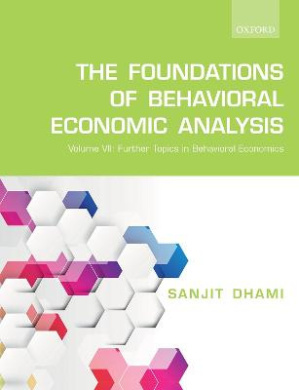 OXFORD
THE FOUNDATIONS
OF BEHAVIORAL
ECONOMIC ANALYSIS
Volume VII: Further Topics in Behavioral Economics
SANJIT DHAMI